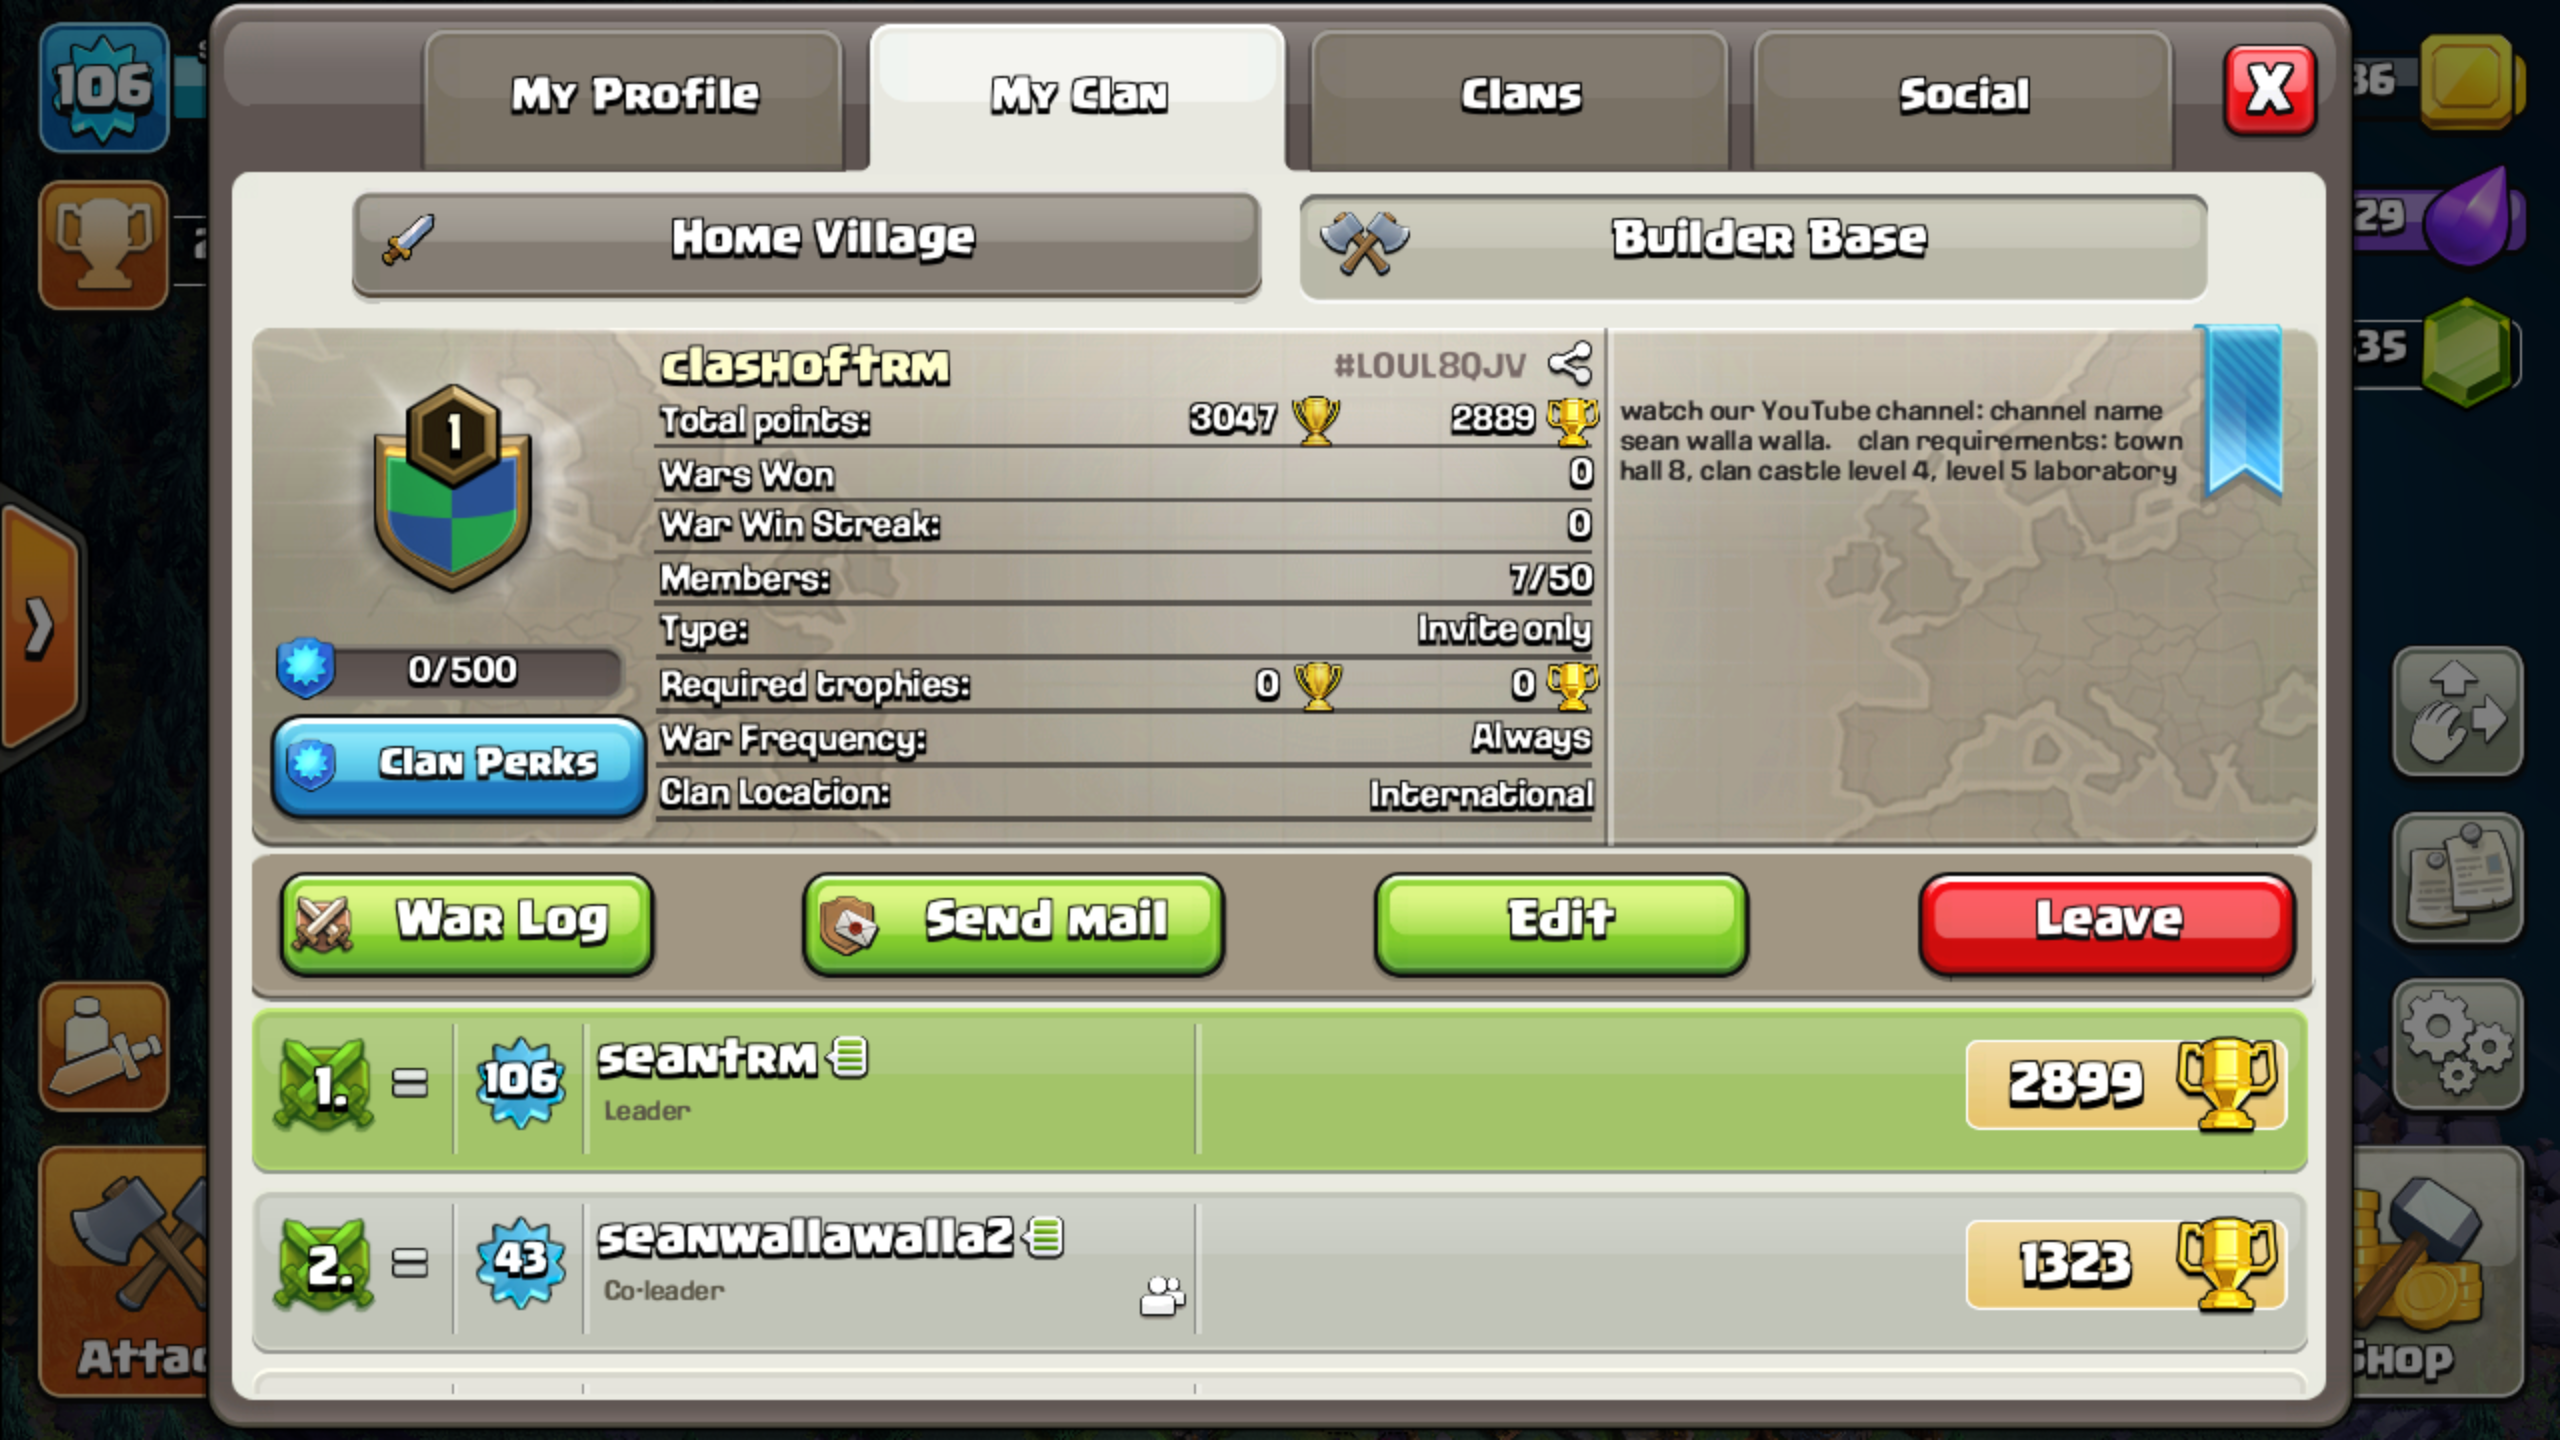 106
My Profile
My Clan
Clans
Social
X
36
Home Village
Builder Base
29
35
1
clashoftrm
#L0UL8QJV
Total points:
3047
2889
Wars Won
0
War Win Streak:
0
Members:
7/50
Type:
Invite only
Required trophies:
0
0
War Frequency:
Always
Clan Location:
International
watch our YouTube channel: channel name
sean walla walla. clan requirements: town
hall 8, clan castle level 4, level 5 laboratory
0/500
Clan Perks
War Log
Send Mail
Edit
Leave
1.
=
106
seantrm
Leader
2899
2.
=
43
seanwallawalla2
Co-leader
1323
Attac
Shop